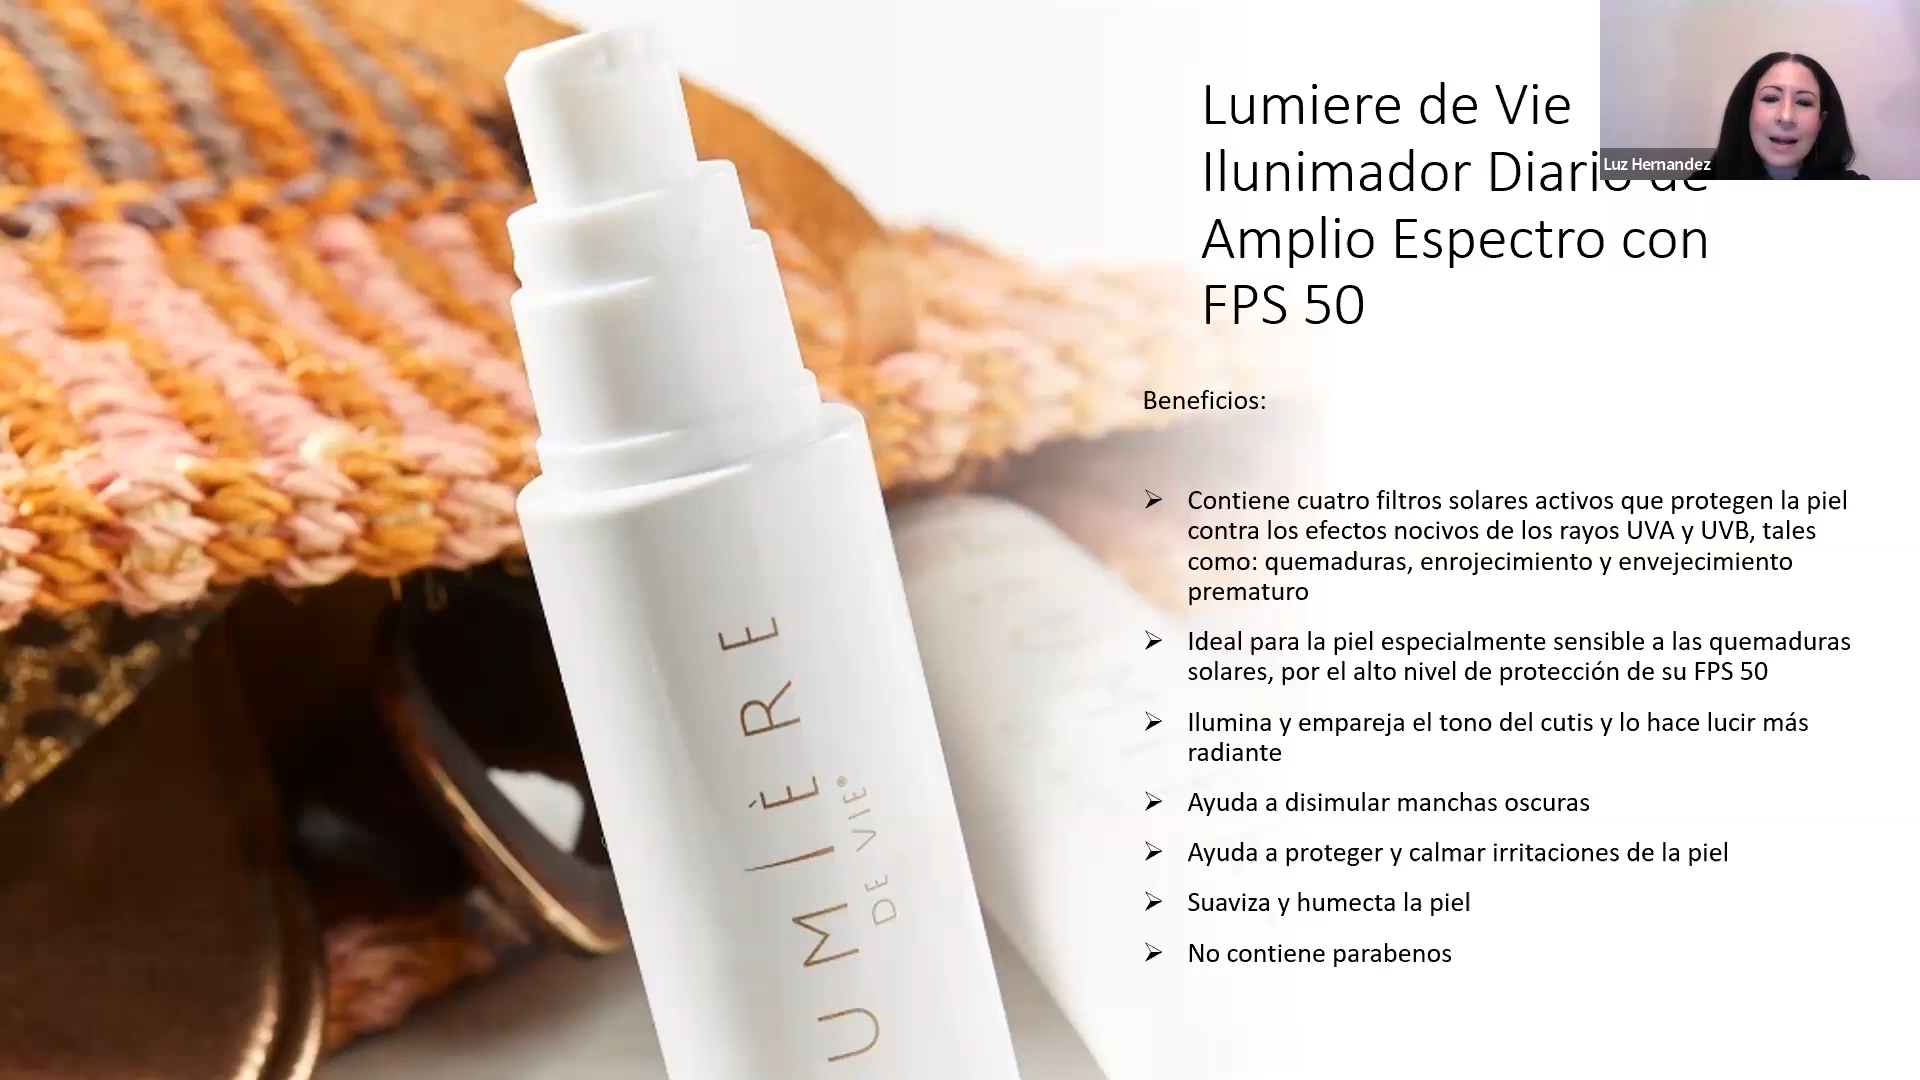 Lumiere de Vie
Ilunimador Diario de
Amplio Espectro con
FPS 50
Luz Hernandez
Beneficios:
Contiene cuatro filtros solares activos que protegen la piel
contra los efectos nocivos de los rayos UVA y UVB, tales
como: quemaduras, enrojecimiento y envejecimiento
prematuro
Ideal para la piel especialmente sensible a las quemaduras
solares, por el alto nivel de protección de su FPS 50
Ilumina y empareja el tono del cutis y lo hace lucir más
radiante
Ayuda a disimular manchas oscuras
Ayuda a proteger y calmar irritaciones de la piel
Suaviza y humecta la piel
No contiene parabenos
UMIÈRE
DE VIE®